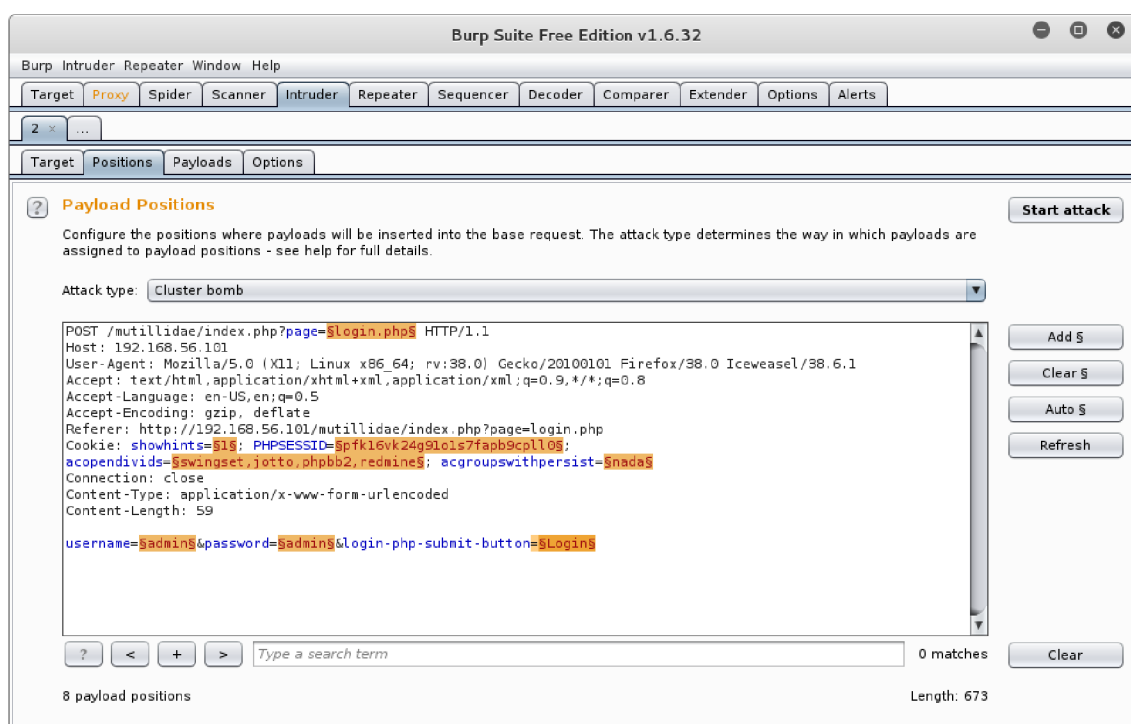 Burp Suite Free Edition v1.6.32
Burp Intruder Repeater Window Help
Target Proxy Spider Scanner Intruder Repeater Sequencer Decoder Comparer Extender Options Alerts
2 × ...
Target Positions Payloads Options
? Payload Positions
Start attack
Configure the positions where payloads will be inserted into the base request. The attack type determines the way in which payloads are
assigned to payload positions - see help for full details.
Attack type: Cluster bomb
POST /mutillidae/index.php?page=§login.php§ HTTP/1.1
Host: 192.168.56.101
User-Agent: Mozilla/5.0 (X11; Linux x86_64; rv:38.0) Gecko/20100101 Firefox/38.0 Iceweasel/38.6.1
Accept: text/html,application/xhtml+xml,application/xml;q=0.9,*/*;q=0.8
Accept-Language: en-US,en;q=0.5
Accept-Encoding: gzip, deflate
Referer: http://192.168.56.101/mutillidae/index.php?page=login.php
Cookie: showhints=§1§; PHPSESSID=§pfk16vk24g91o1s7fapb9cpll0§;
acopendivids=§swingset,jotto,phpbb2,redmine§; acgroupswithpersist=§nada§
Connection: close
Content-Type: application/x-www-form-urlencoded
Content-Length: 59
username=§admin§&password=§admin§&login-php-submit-button=§Login§
Add §
Clear §
Auto §
Refresh
? < + > Type a search term 0 matches Clear
8 payload positions Length: 673